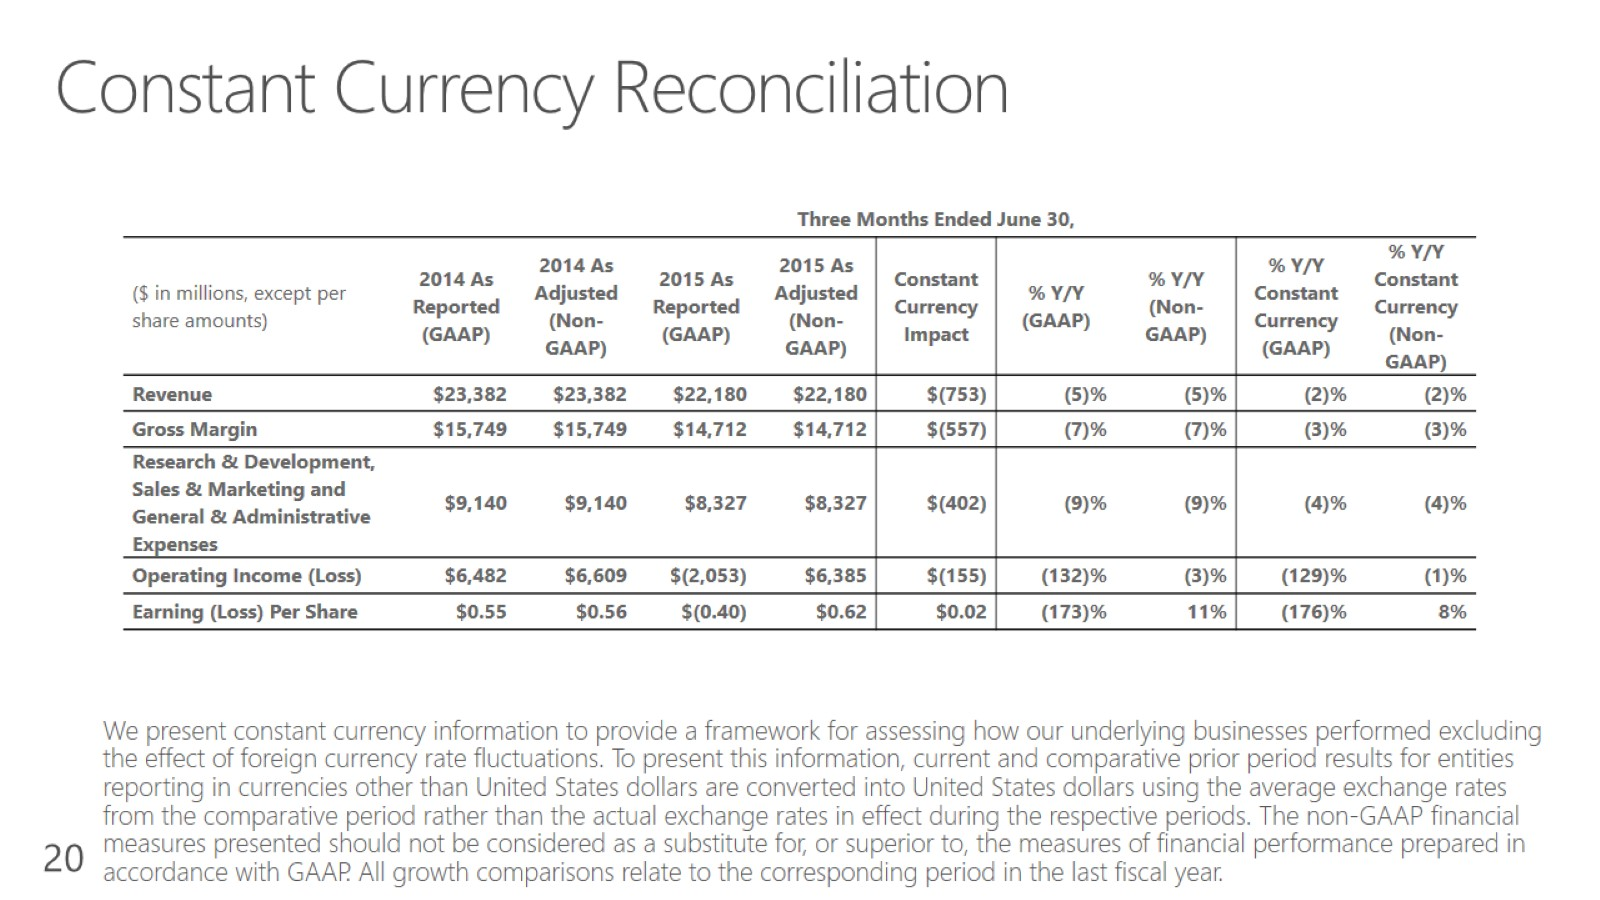 Constant Currency Reconciliation
Three Months Ended June 30,
($ in millions, except per
share amounts)
2014 As
Reported
(GAAP)
2014 As
Adjusted
(Non-
GAAP)
2015 As
Reported
(GAAP)
2015 As
Adjusted
(Non-
GAAP)
Constant
Currency
Impact
% Y/Y
(GAAP)
% Y/Y
(Non-
GAAP)
% Y/Y
Constant
Currency
(GAAP)
% Y/Y
Constant
Currency
(Non-
GAAP)
Revenue $23,382 $23,382 $22,180 $22,180 $(753) (5)% (5)% (2)% (2)%
Gross Margin $15,749 $15,749 $14,712 $14,712 $(557) (7)% (7)% (3)% (3)%
Research & Development,
Sales & Marketing and
General & Administrative
Expenses
$9,140 $9,140 $8,327 $8,327 $(402) (9)% (9)% (4)% (4)%
Operating Income (Loss) $6,482 $6,609 $(2,053) $6,385 $(155) (132)% (3)% (129)% (1)%
Earning (Loss) Per Share $0.55 $0.56 $(0.40) $0.62 $0.02 (173)% 11% (176)% 8%
We present constant currency information to provide a framework for assessing how our underlying businesses performed excluding
the effect of foreign currency rate fluctuations. To present this information, current and comparative prior period results for entities
reporting in currencies other than United States dollars are converted into United States dollars using the average exchange rates
from the comparative period rather than the actual exchange rates in effect during the respective periods. The non-GAAP financial
measures presented should not be considered as a substitute for, or superior to, the measures of financial performance prepared in
accordance with GAAP. All growth comparisons relate to the corresponding period in the last fiscal year.
20